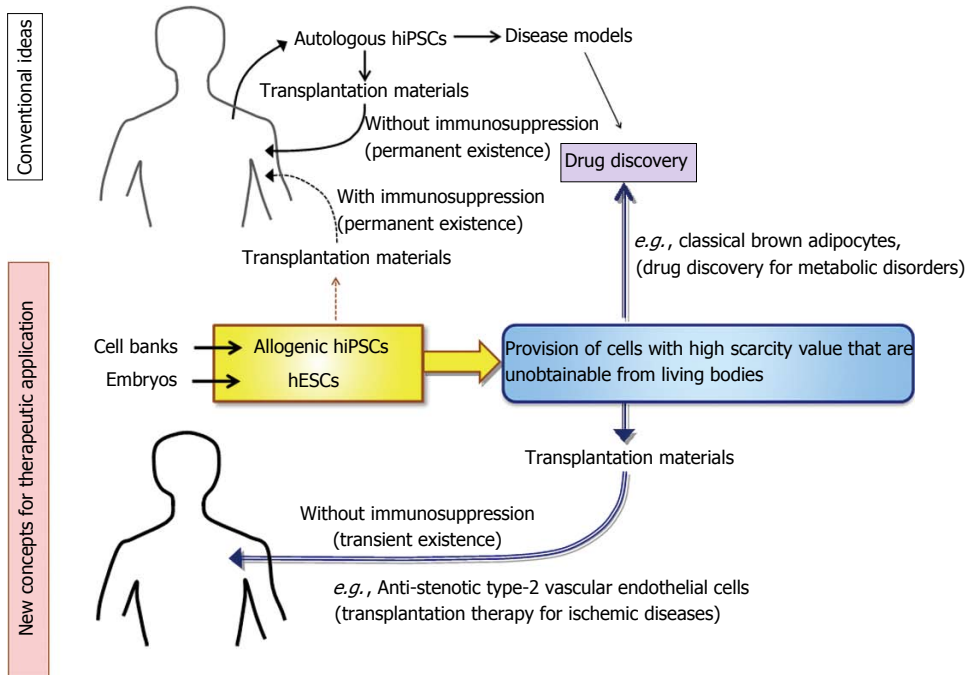 Conventional ideas
Autologous hiPSCs
Disease models
Transplantation materials
Without immunosuppression
(permanent existence)
Drug discovery
With immunosuppression
(permanent existence)
Transplantation materials
e.g., classical brown adipocytes,
(drug discovery for metabolic disorders)
New concepts for therapeutic application
Cell banks
Embryos
Allogenic hiPSCs
hESCs
Provision of cells with high scarcity value that are
unobtainable from living bodies
Transplantation materials
Without immunosuppression
(transient existence)
e.g., Anti-stenotic type-2 vascular endothelial cells
(transplantation therapy for ischemic diseases)